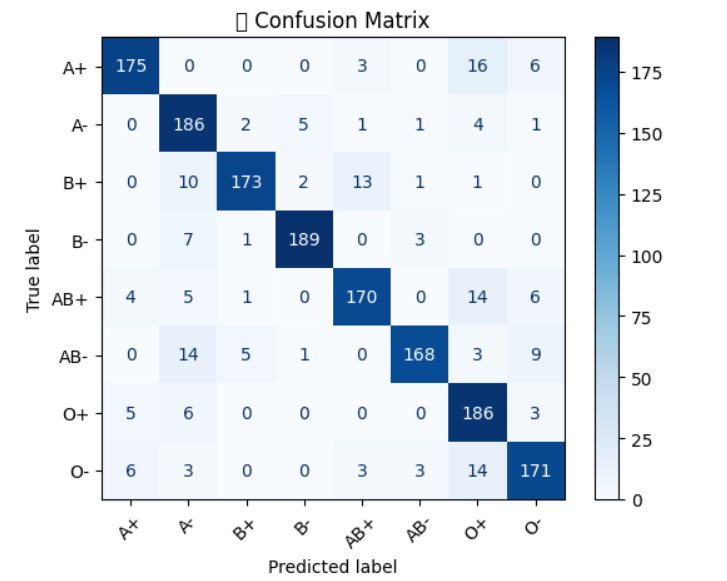 ▯ Confusion Matrix
A+ 175 0 0 0 3 0 16 6
A- 0 186 2 5 1 1 4 1
B+ 0 10 173 2 13 1 1 0
B- 0 7 1 189 0 3 0 0
AB+ 4 5 1 0 170 0 14 6
AB- 0 14 5 1 0 168 3 9
O+ 5 6 0 0 0 0 186 3
O- 6 3 0 0 3 3 14 171
A+ A- B+ B- AB+ AB- O+ O-
Predicted label
True label
175
150
125
100
75
50
25
0